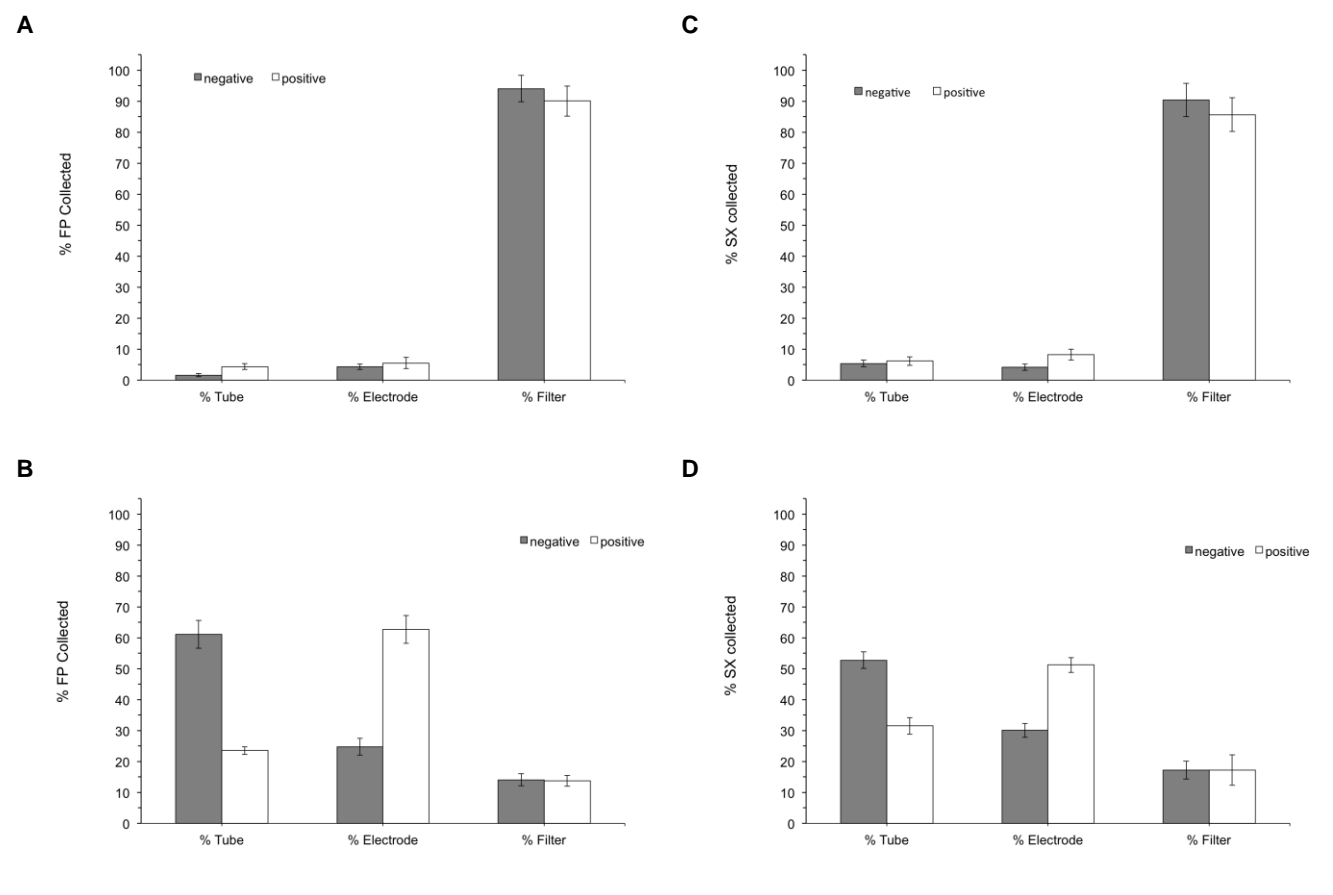 A
negative positive
% FP Collected
100
90
80
70
60
50
40
30
20
10
0
% Tube % Electrode % Filter
C
negative positive
% SX collected
100
90
80
70
60
50
40
30
20
10
0
% Tube % Electrode % Filter
B
negative positive
% FP Collected
100
90
80
70
60
50
40
30
20
10
0
% Tube % Electrode % Filter
D
negative positive
% SX collected
100
90
80
70
60
50
40
30
20
10
0
% Tube % Electrode % Filter